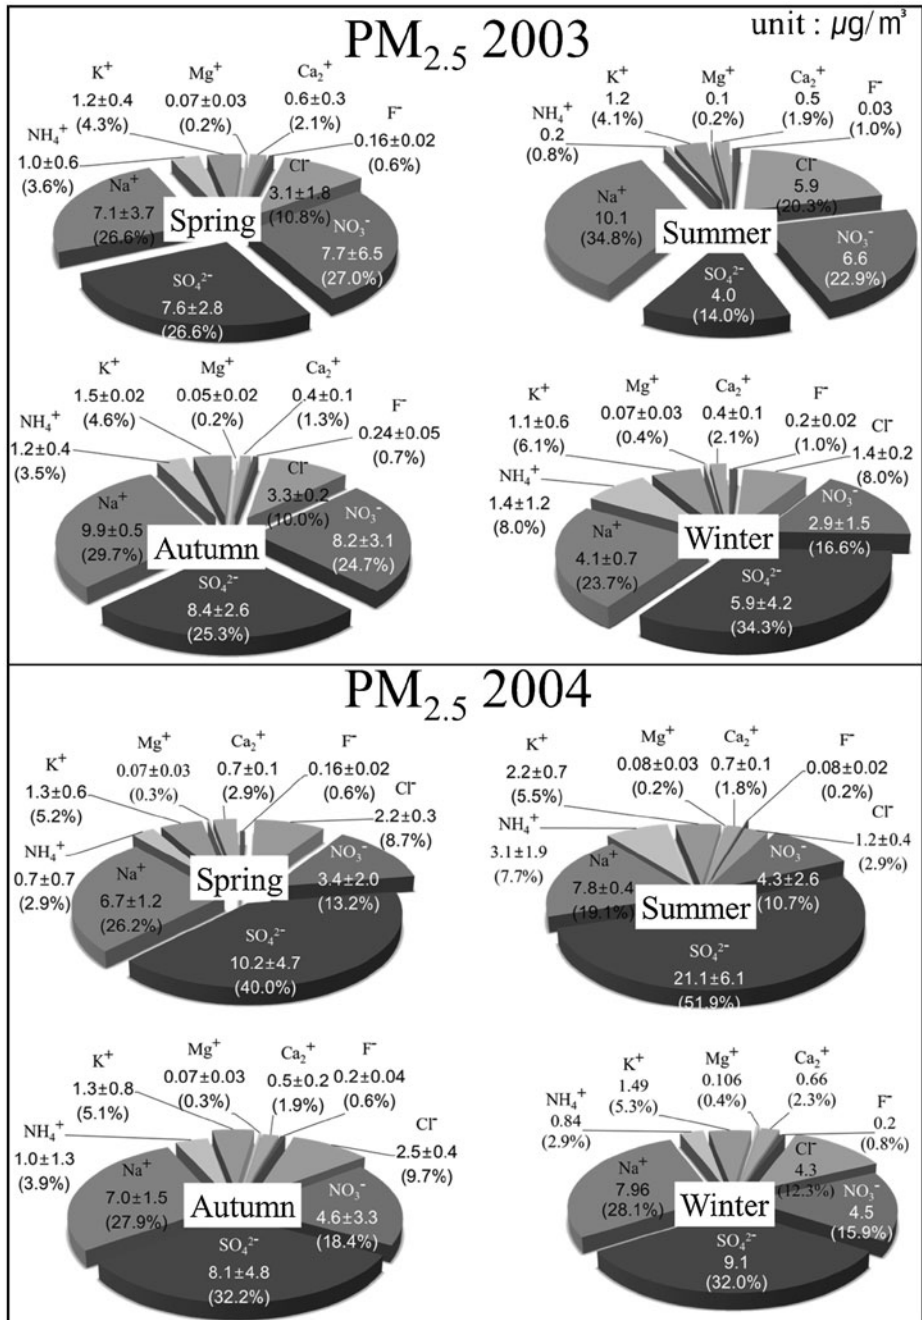 PM2.5 2003
unit : μg/m³
K⁺
1.2±0.4
(4.3%)
Mg⁺
0.07±0.03
(0.2%)
Ca₂⁺
0.6±0.3
(2.1%)
F⁻
0.16±0.02
(0.6%)
NH₄⁺
1.0±0.6
(3.6%)
Na⁺
7.1±3.7
(26.6%)
Cl⁻
3.1±1.8
(10.8%)
Spring
NO₃⁻
7.7±6.5
(27.0%)
SO₄²⁻
7.6±2.8
(26.6%)
K⁺
1.2
(4.1%)
Mg⁺
0.1
(0.2%)
Ca₂⁺
0.5
(1.9%)
F⁻
0.03
(1.0%)
NH₄⁺
0.2
(0.8%)
Na⁺
10.1
(34.8%)
Cl⁻
5.9
(20.3%)
Summer
NO₃⁻
6.6
(22.9%)
SO₄²⁻
4.0
(14.0%)
K⁺
1.5±0.02
(4.6%)
Mg⁺
0.05±0.02
(0.2%)
Ca₂⁺
0.4±0.1
(1.3%)
F⁻
0.24±0.05
(0.7%)
NH₄⁺
1.2±0.4
(3.5%)
Na⁺
9.9±0.5
(29.7%)
Cl⁻
3.3±0.2
(10.0%)
Autumn
NO₃⁻
8.2±3.1
(24.7%)
SO₄²⁻
8.4±2.6
(25.3%)
K⁺
1.1±0.6
(6.1%)
Mg⁺
0.07±0.03
(0.4%)
Ca₂⁺
0.4±0.1
(2.1%)
F⁻
0.2±0.02
(1.0%)
Cl⁻
1.4±0.2
(8.0%)
NH₄⁺
1.4±1.2
(8.0%)
Na⁺
4.1±0.7
(23.7%)
Winter
NO₃⁻
2.9±1.5
(16.6%)
SO₄²⁻
5.9±4.2
(34.3%)
PM2.5 2004
K⁺
1.3±0.6
(5.2%)
Mg⁺
0.07±0.03
(0.3%)
Ca₂⁺
0.7±0.1
(2.9%)
F⁻
0.16±0.02
(0.6%)
Cl⁻
2.2±0.3
(8.7%)
NH₄⁺
0.7±0.7
(2.9%)
Na⁺
6.7±1.2
(26.2%)
Spring
NO₃⁻
3.4±2.0
(13.2%)
SO₄²⁻
10.2±4.7
(40.0%)
K⁺
2.2±0.7
(5.5%)
Mg⁺
0.08±0.03
(0.2%)
Ca₂⁺
0.7±0.1
(1.8%)
F⁻
0.08±0.02
(0.2%)
Cl⁻
1.2±0.4
(2.9%)
NH₄⁺
3.1±1.9
(7.7%)
Na⁺
7.8±0.4
(19.1%)
Summer
NO₃⁻
4.3±2.6
(10.7%)
SO₄²⁻
21.1±6.1
(51.9%)
K⁺
1.3±0.8
(5.1%)
Mg⁺
0.07±0.03
(0.3%)
Ca₂⁺
0.5±0.2
(1.9%)
F⁻
0.2±0.04
(0.6%)
Cl⁻
2.5±0.4
(9.7%)
NH₄⁺
1.0±1.3
(3.9%)
Na⁺
7.0±1.5
(27.9%)
Autumn
NO₃⁻
4.6±3.3
(18.4%)
SO₄²⁻
8.1±4.8
(32.2%)
K⁺
1.49
(5.3%)
Mg⁺
0.106
(0.4%)
Ca₂⁺
0.66
(2.3%)
F⁻
0.2
(0.8%)
NH₄⁺
0.84
(2.9%)
Na⁺
7.96
(28.1%)
Cl⁻
4.3
(12.3%)
Winter
NO₃⁻
4.5
(15.9%)
SO₄²⁻
9.1
(32.0%)